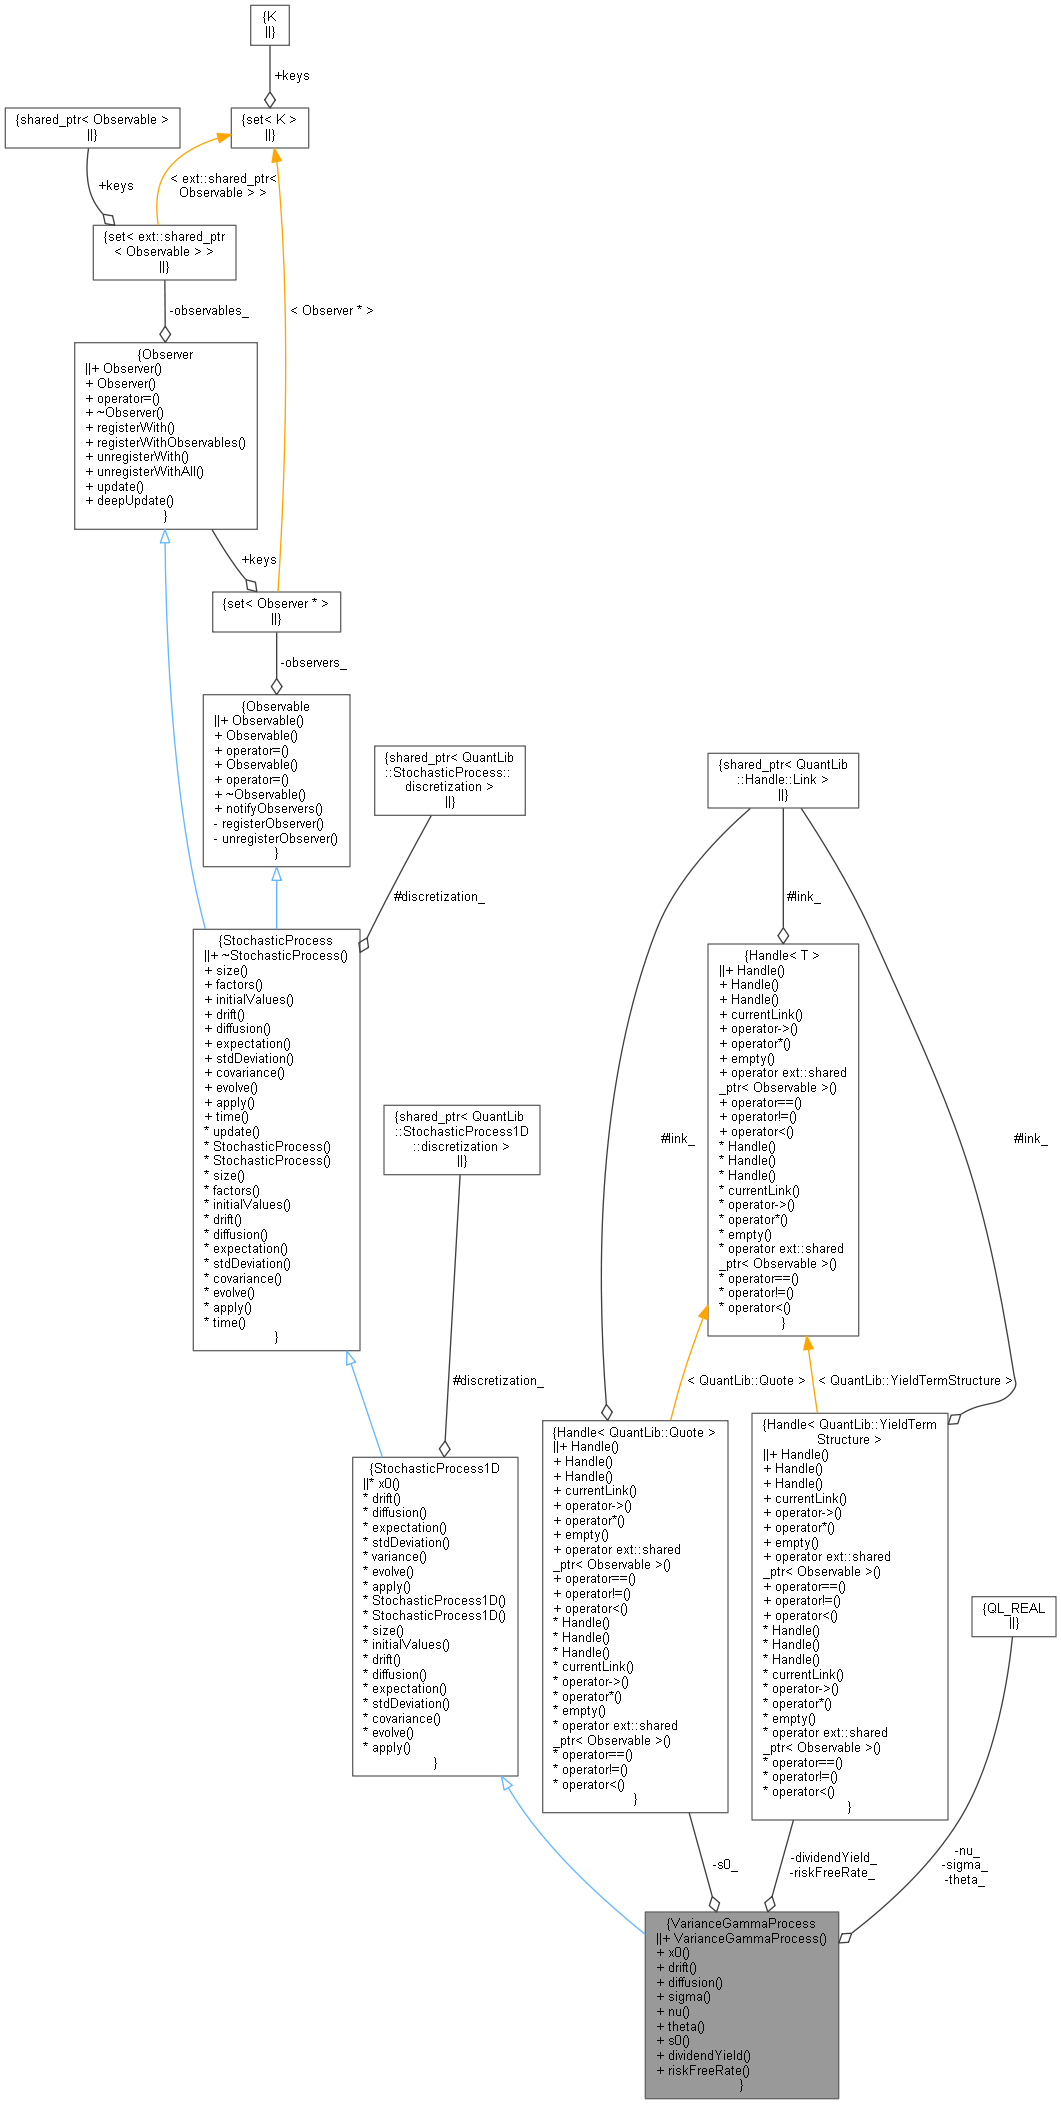 {K
||}
+keys
{shared_ptr< Observable >
||}
{set< K >
||}
+keys
< ext::shared_ptr<
Observable > >
{set< ext::shared_ptr
< Observable > >
||}
-observables_
< Observer * >
{Observer
||+ Observer()
+ Observer()
+ operator=()
+ ~Observer()
+ registerWith()
+ registerWithObservables()
+ unregisterWith()
+ unregisterWithAll()
+ update()
+ deepUpdate()
}
+keys
{set< Observer * >
||}
-observers_
{Observable
||+ Observable()
+ Observable()
+ operator=()
+ Observable()
+ operator=()
+ ~Observable()
+ notifyObservers()
- registerObserver()
- unregisterObserver()
}
{shared_ptr< QuantLib
::StochasticProcess::
discretization >
||}
{shared_ptr< QuantLib
::Handle::Link >
||}
#discretization_
#link_
{StochasticProcess
||+ ~StochasticProcess()
+ size()
+ factors()
+ initialValues()
+ drift()
+ diffusion()
+ expectation()
+ stdDeviation()
+ covariance()
+ evolve()
+ apply()
+ time()
* update()
* StochasticProcess()
* StochasticProcess()
* size()
* factors()
* initialValues()
* drift()
* diffusion()
* expectation()
* stdDeviation()
* covariance()
* evolve()
* apply()
* time()
}
{Handle< T >
||+ Handle()
+ Handle()
+ Handle()
+ currentLink()
+ operator->()
+ operator*()
+ empty()
+ operator ext::shared
_ptr< Observable >()
+ operator==()
+ operator!=()
+ operator<()
* Handle()
* Handle()
* Handle()
* currentLink()
* operator->()
* operator*()
* empty()
* operator ext::shared
_ptr< Observable >()
* operator==()
* operator!=()
* operator<()
}
{shared_ptr< QuantLib
::StochasticProcess1D
::discretization >
||}
#link_
#link_
#discretization_
< QuantLib::Quote >
< QuantLib::YieldTermStructure >
{StochasticProcess1D
||* x0()
* drift()
* diffusion()
* expectation()
* stdDeviation()
* variance()
* evolve()
* apply()
* StochasticProcess1D()
* StochasticProcess1D()
* size()
* initialValues()
* drift()
* diffusion()
* expectation()
* stdDeviation()
* covariance()
* evolve()
* apply()
}
{Handle< QuantLib::Quote >
||+ Handle()
+ Handle()
+ Handle()
+ currentLink()
+ operator->()
+ operator*()
+ empty()
+ operator ext::shared
_ptr< Observable >()
+ operator==()
+ operator!=()
+ operator<()
* Handle()
* Handle()
* Handle()
* currentLink()
* operator->()
* operator*()
* empty()
* operator ext::shared
_ptr< Observable >()
* operator==()
* operator!=()
* operator<()
}
{Handle< QuantLib::YieldTerm
Structure >
||+ Handle()
+ Handle()
+ Handle()
+ currentLink()
+ operator->()
+ operator*()
+ empty()
+ operator ext::shared
_ptr< Observable >()
+ operator==()
+ operator!=()
+ operator<()
* Handle()
* Handle()
* Handle()
* currentLink()
* operator->()
* operator*()
* empty()
* operator ext::shared
_ptr< Observable >()
* operator==()
* operator!=()
* operator<()
}
{QL_REAL
||}
-s0_
-dividendYield_
-riskFreeRate_
-nu_
-sigma_
-theta_
{VarianceGammaProcess
||+ VarianceGammaProcess()
+ x0()
+ drift()
+ diffusion()
+ sigma()
+ nu()
+ theta()
+ s0()
+ dividendYield()
+ riskFreeRate()
}